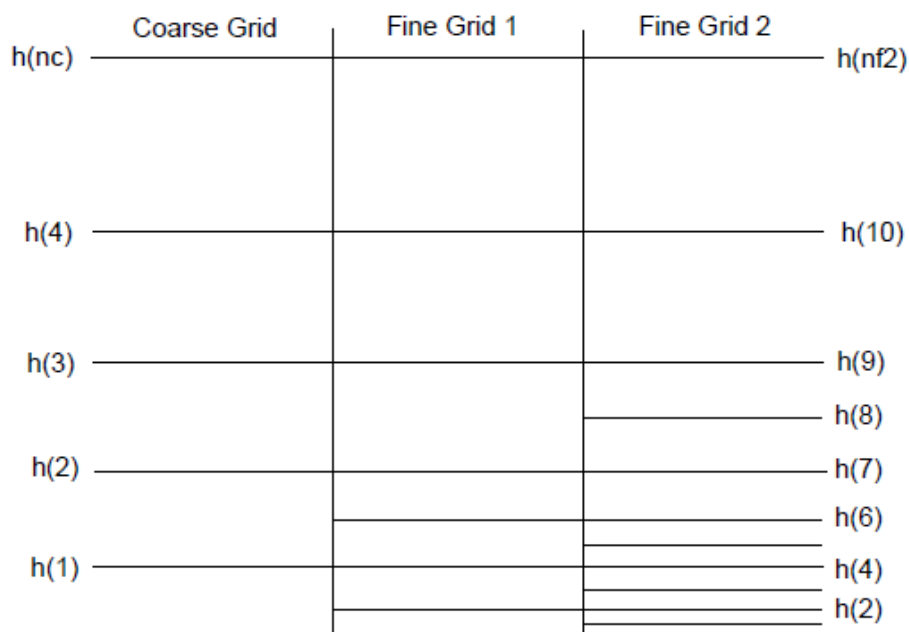 Coarse Grid Fine Grid 1 Fine Grid 2
h(nc) h(nf2)
h(4) h(10)
h(3) h(9)
h(8)
h(2) h(7)
h(6)
h(1) h(4)
h(2)